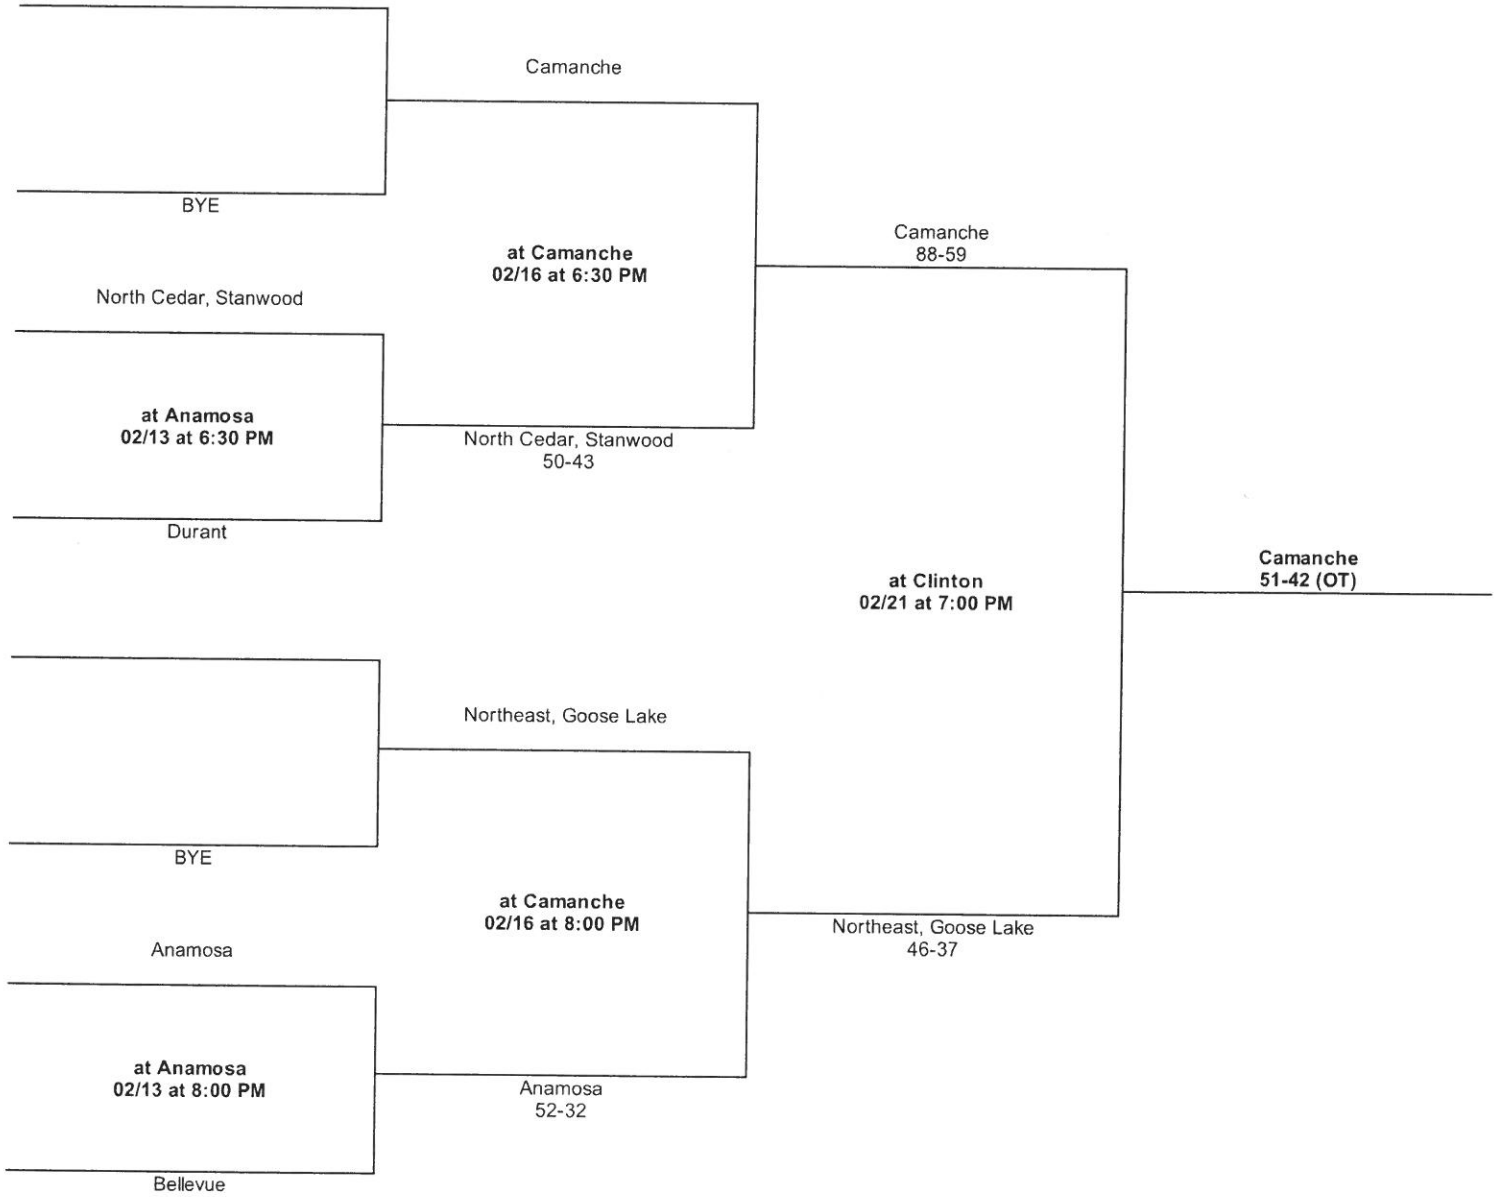 Camanche
BYE
at Camanche
02/16 at 6:30 PM
Camanche
88-59
North Cedar, Stanwood
at Anamosa
02/13 at 6:30 PM
North Cedar, Stanwood
50-43
Durant
at Clinton
02/21 at 7:00 PM
Camanche
51-42 (OT)
Northeast, Goose Lake
BYE
at Camanche
02/16 at 8:00 PM
Northeast, Goose Lake
46-37
Anamosa
at Anamosa
02/13 at 8:00 PM
Anamosa
52-32
Bellevue